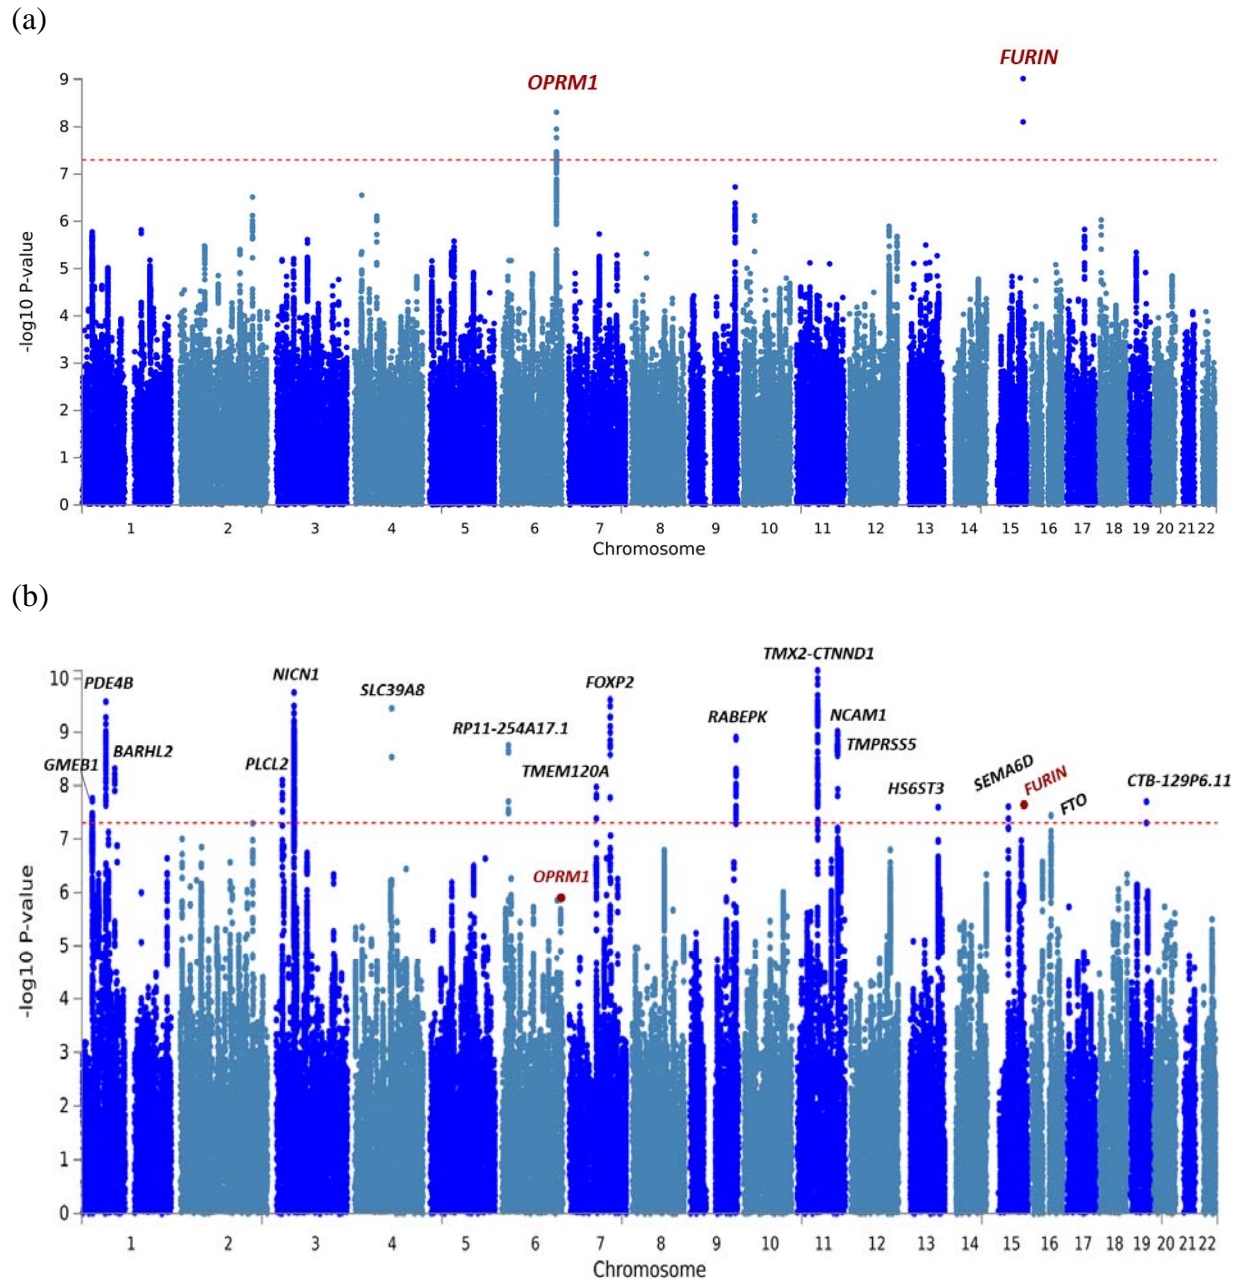 (a)
FURIN
OPRM1
9
8
7
6
5
4
3
2
1
0
-log10 P-value
1 2 3 4 5 6 7 8 9 10 11 12 13 14 15 16 17 18 19 20 21 22
Chromosome
(b)
TMX2-CTNND1
NICN1
PDE4B
FOXP2
SLC39A8
RABEPK
NCAM1
RP11-254A17.1
BARHL2
TMPRSS5
GMEB1
PLCL2
TMEM120A
HS6ST3
SEMA6D
FURIN
FTO
CTB-129P6.11
OPRM1
10
9
8
7
6
5
4
3
2
1
0
-log10 P-value
1 2 3 4 5 6 7 8 9 10 11 12 13 14 15 16 17 18 19 20 21 22
Chromosome